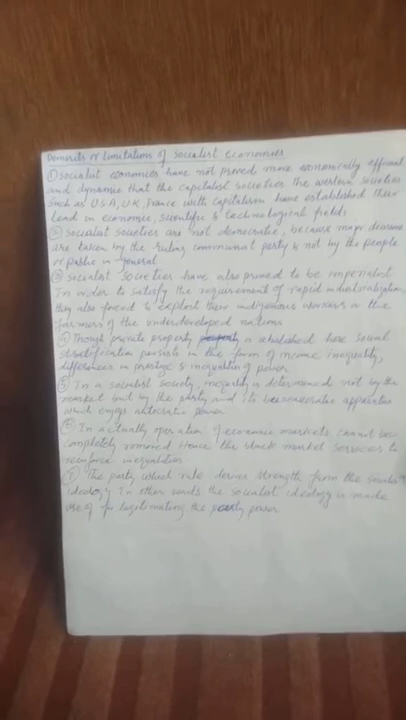 Demerits or limitations of Socialist Economies
① Socialist economies have not proved more economically efficient
and dynamic that the capitalist societies the western societies
such as U.S.A, U.K, France with Capitalism have established their
lead in economic, scientific & technological fields
② Socialist societies are not democratic, because major decisions
are taken by the Ruling communist party & not by the people
or public in general
③ Socialist Societies have also proved to be imperialist
In order to satisfy the requirement of rapid industrialization
they also forced to exploit their indigenous workers or the
farmers of the underdeveloped nations
④ Though private property is abolished here social
stratification persists in the form of income inequality,
differences in prestige & inequalities of power
⑤ In a socialist society, inequality is determined not by the
market but by the party and its bureaucratic apparatus
which enjoys autocratic power
⑥ In actually operation of economic markets cannot be
completely removed Hence the black market services to
reinforce inequalities
⑦ The party which rule derives strength from the socialist
ideology In other words the socialist ideology is made
use of for legitimating the party power